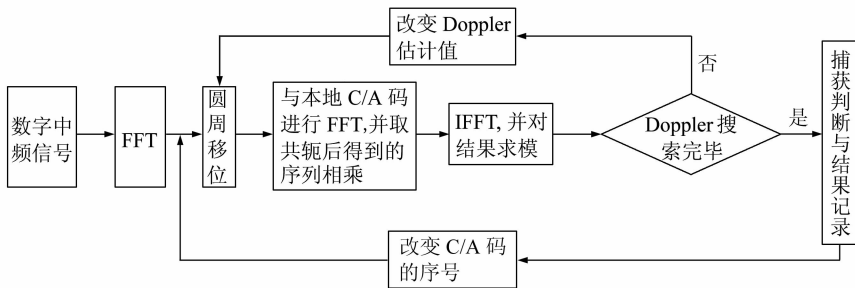 改变 Doppler
估计值
否
数字中
频信号
FFT
圆
周
移
位
与本地 C/A 码
进行 FFT,并取
共轭后得到的
序列相乘
IFFT, 并对
结果求模
Doppler 搜
索完毕
是
捕
获
判
断
与
结
果
记
录
改变 C/A 码
的序号